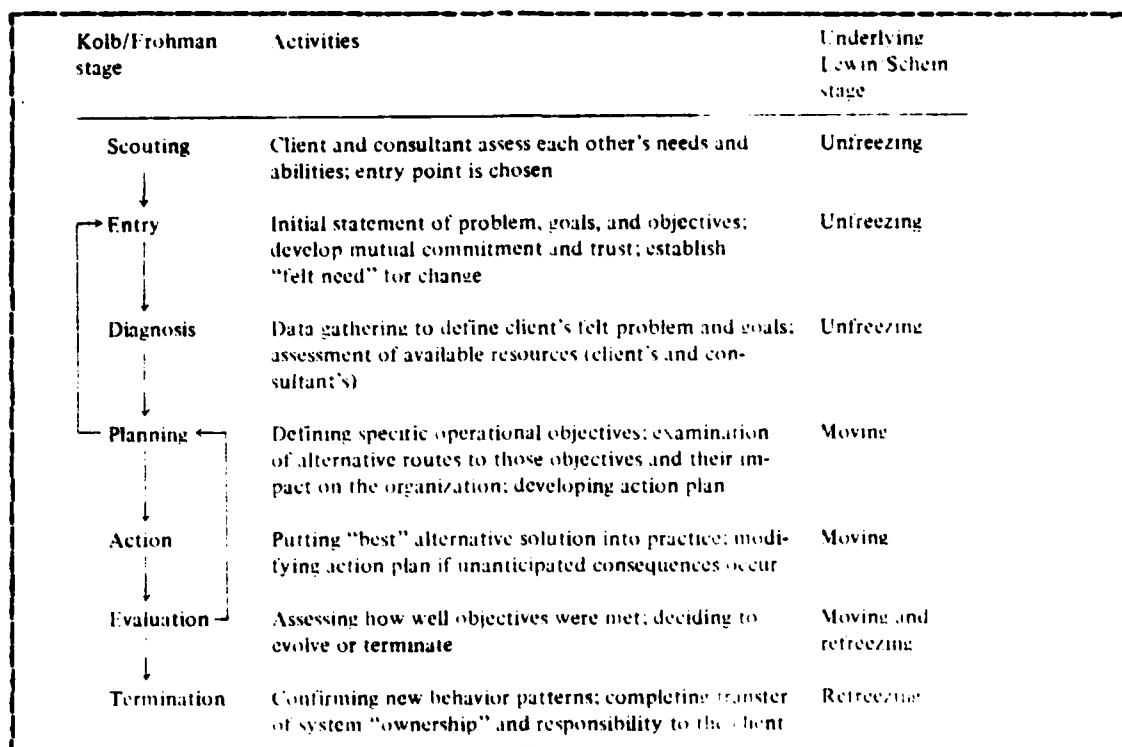 Kolb/Frohman stage Activities Underlying Lewin Schein stage
Scouting Client and consultant assess each other's needs and Unfreezing
abilities; entry point is chosen
Entry Initial statement of problem, goals, and objectives; Unfreezing
develop mutual commitment and trust; establish
"felt need" for change
Diagnosis Data gathering to define client's felt problem and goals; Unfreezing
assessment of available resources (client's and con-
sultant's)
Planning Defining specific operational objectives; examination Moving
of alternative routes to those objectives and their im-
pact on the organization; developing action plan
Action Putting "best" alternative solution into practice; modi- Moving
fying action plan if unanticipated consequences occur
Evaluation Assessing how well objectives were met; deciding to Moving and
evolve or terminate refreezing
Termination Confirming new behavior patterns; completing transfer Refreezing
of system "ownership" and responsibility to the client